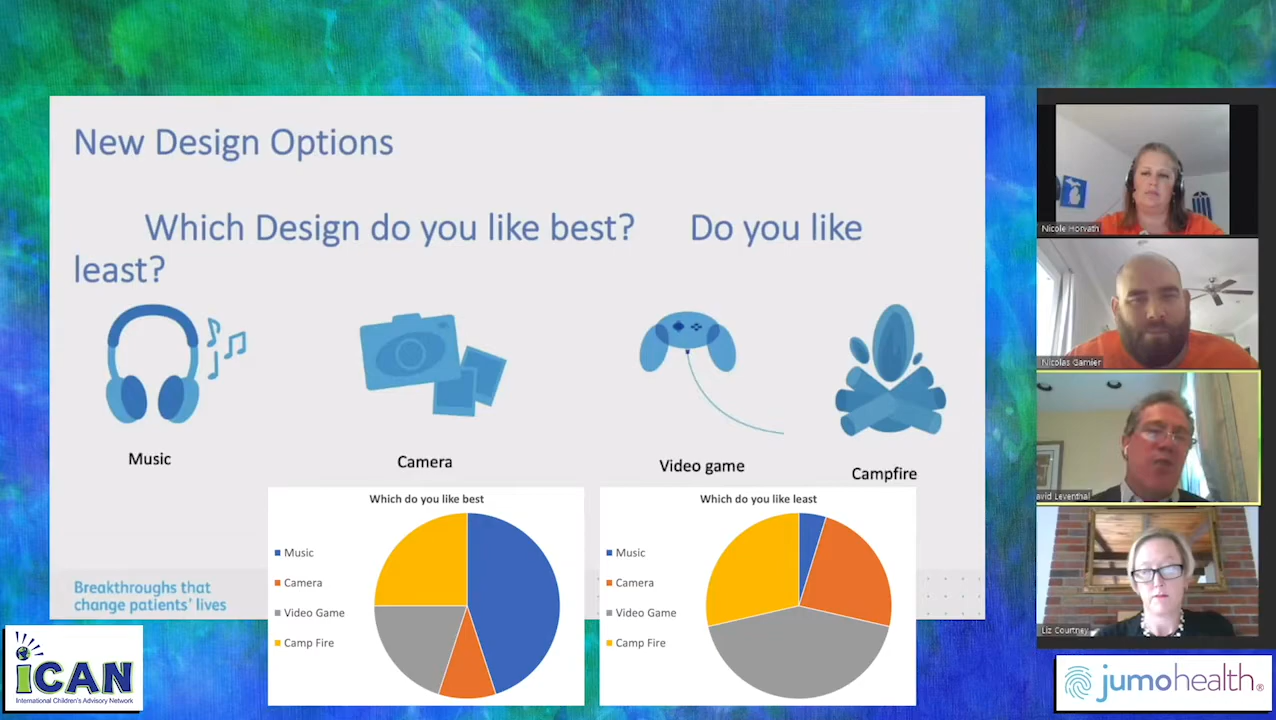 New Design Options
Which Design do you like best? Do you like
least?
Music
Camera
Video game
Campfire
Which do you like best
Music
Camera
Video Game
Camp Fire
Which do you like least
Music
Camera
Video Game
Camp Fire
Breakthroughs that
change patients' lives
Nicole Horvath
Nicolas Garnier
avid Leventhal
Liz Courtney
iCAN
International Children's Advisory Network
jumohealth®